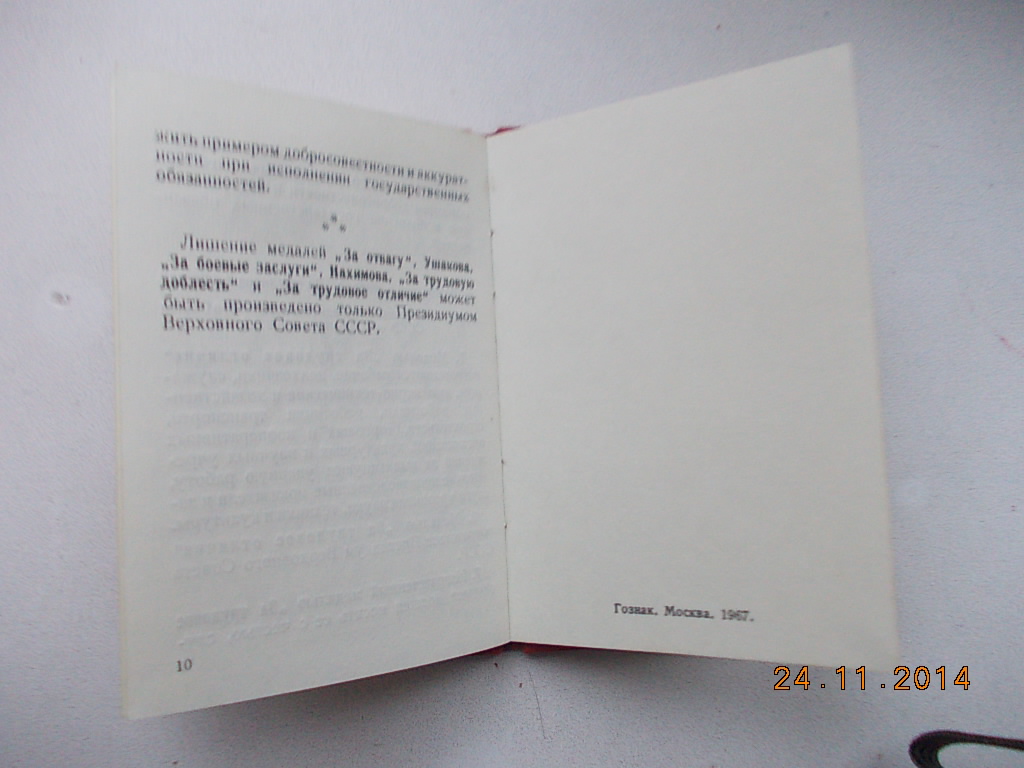 жить примером добросовестности и аккурат-
ности при исполнении государственных
обязанностей.
* * *
Лишение медалей „За отвагу“, Ушакова,
„За боевые заслуги“, Нахимова, „За трудовую
доблесть“ и „За трудовое отличие“ может
быть произведено только Президиумом
Верховного Совета СССР.
10
Гознак. Москва. 1967.
24.11.2014